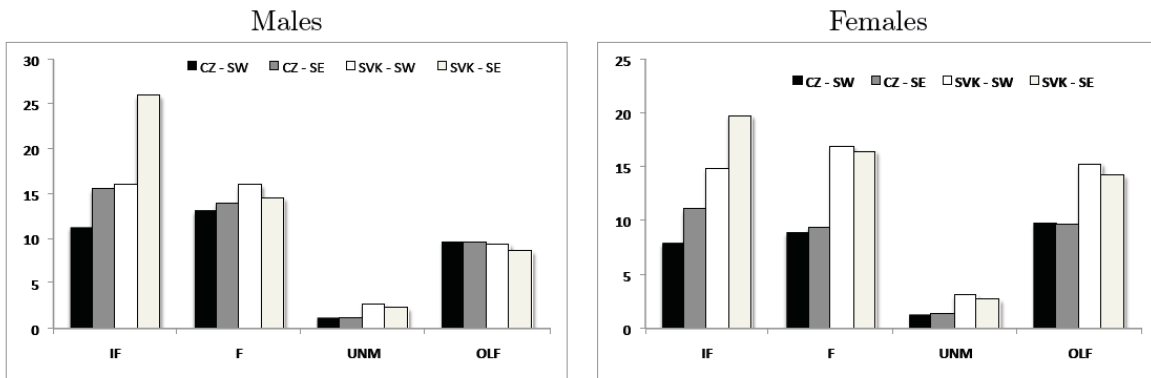 Males
30
25
20
15
10
5
0
CZ - SW CZ - SE SVK - SW SVK - SE
IF F UNM OLF
Females
25
20
15
10
5
0
CZ - SW CZ - SE SVK - SW SVK - SE
IF F UNM OLF